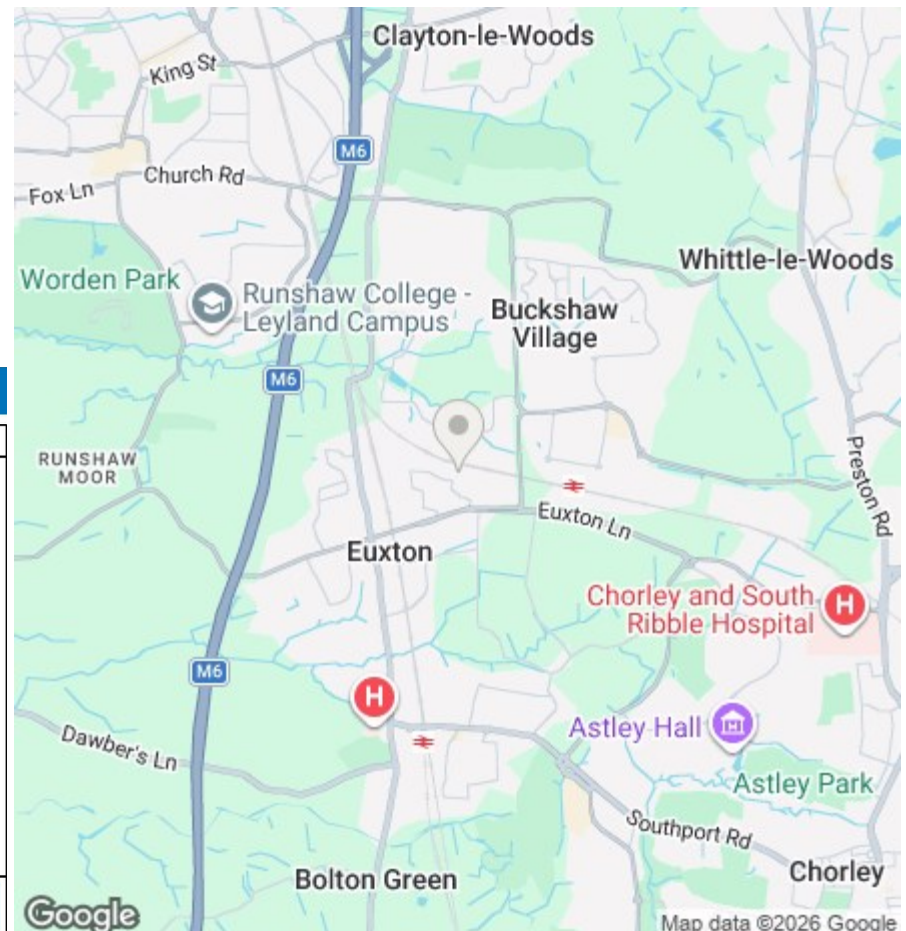 Clayton-le-Woods
King St
M6
Church Rd
Fox Ln
Whittle-le-Woods
Worden Park
Runshaw College -
Leyland Campus
Buckshaw
Village
M6
RUNSHAW
MOOR
Preston Rd
Euxton Ln
Euxton
Chorley and South
Ribble Hospital
H
M6
H
Astley Hall
Dawber's Ln
Astley Park
Southport Rd
Chorley
Bolton Green
Google
Map data ©2026 Google